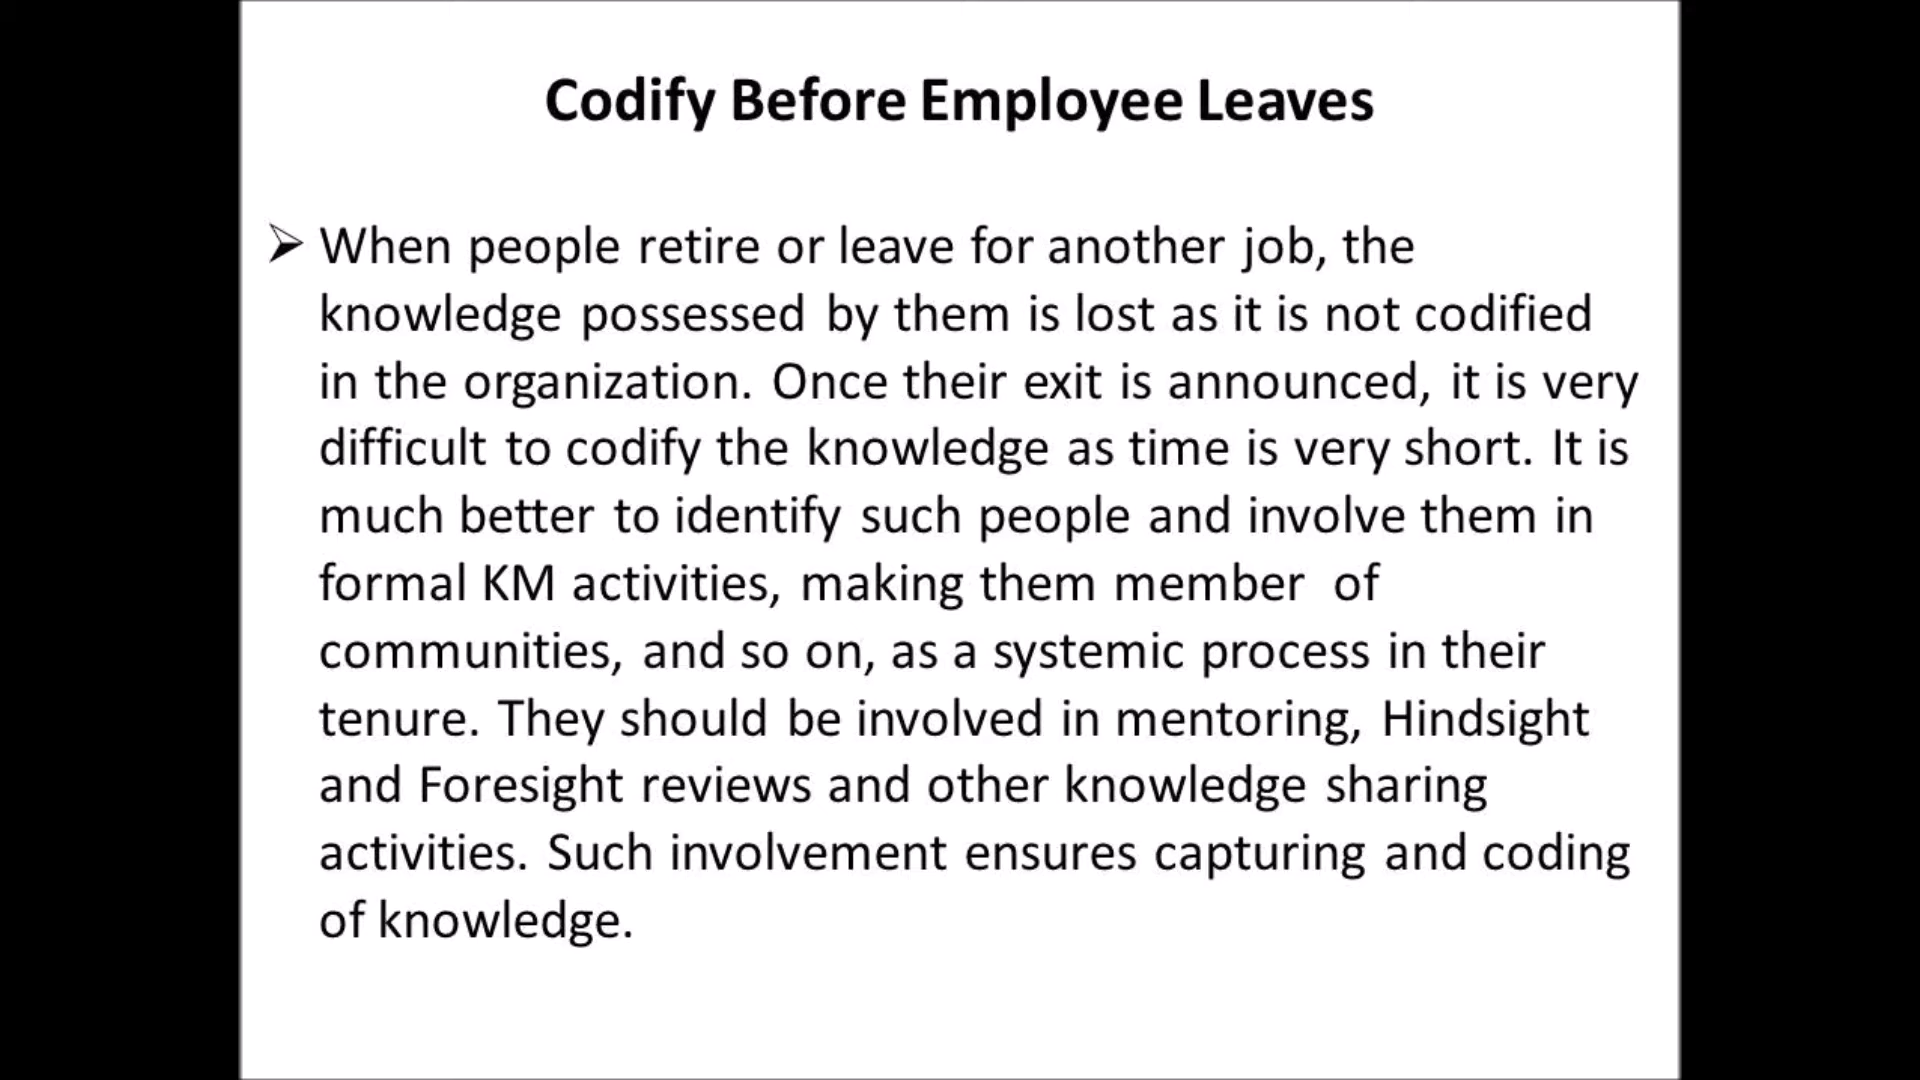 Codify Before Employee Leaves
➢ When people retire or leave for another job, the
knowledge possessed by them is lost as it is not codified
in the organization. Once their exit is announced, it is very
difficult to codify the knowledge as time is very short. It is
much better to identify such people and involve them in
formal KM activities, making them member of
communities, and so on, as a systemic process in their
tenure. They should be involved in mentoring, Hindsight
and Foresight reviews and other knowledge sharing
activities. Such involvement ensures capturing and coding
of knowledge.